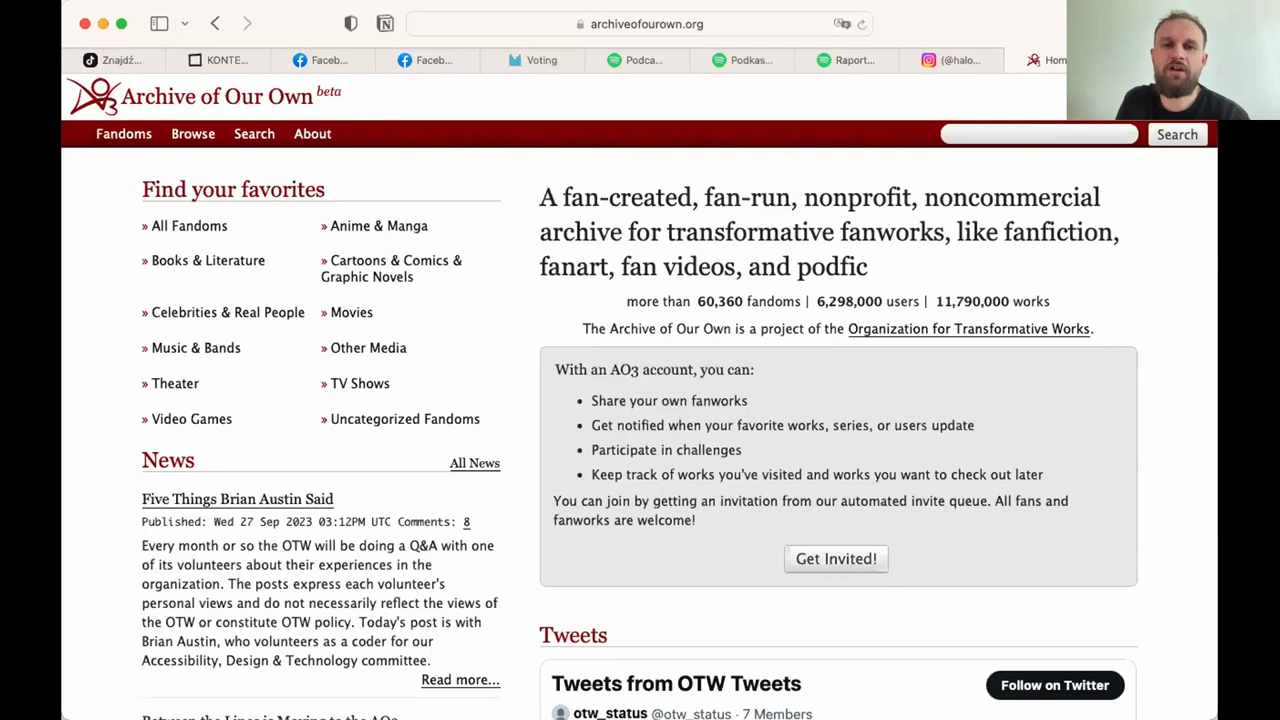 archiveofourown.org
Znajdź...
KONTE...
Faceb...
Faceb...
Voting
Podca...
Podkas...
Raport...
(@halo...
Hom
Archive of Our Own beta
Fandoms Browse Search About
Search
Find your favorites
» All Fandoms
» Anime & Manga
» Books & Literature
» Cartoons & Comics &
Graphic Novels
» Celebrities & Real People
» Movies
» Music & Bands
» Other Media
» Theater
» TV Shows
» Video Games
» Uncategorized Fandoms
News
All News
Five Things Brian Austin Said
Published: Wed 27 Sep 2023 03:12PM UTC Comments: 8
Every month or so the OTW will be doing a Q&A with one
of its volunteers about their experiences in the
organization. The posts express each volunteer's
personal views and do not necessarily reflect the views of
the OTW or constitute OTW policy. Today's post is with
Brian Austin, who volunteers as a coder for our
Accessibility, Design & Technology committee.
Read more...
Between the Lines is Moving to the AO3
A fan-created, fan-run, nonprofit, noncommercial
archive for transformative fanworks, like fanfiction,
fanart, fan videos, and podfic
more than 60,360 fandoms | 6,298,000 users | 11,790,000 works
The Archive of Our Own is a project of the Organization for Transformative Works.
With an AO3 account, you can:
• Share your own fanworks
• Get notified when your favorite works, series, or users update
• Participate in challenges
• Keep track of works you've visited and works you want to check out later
You can join by getting an invitation from our automated invite queue. All fans and
fanworks are welcome!
Get Invited!
Tweets
Tweets from OTW Tweets
Follow on Twitter
otw_status @otw_status · 7 Members